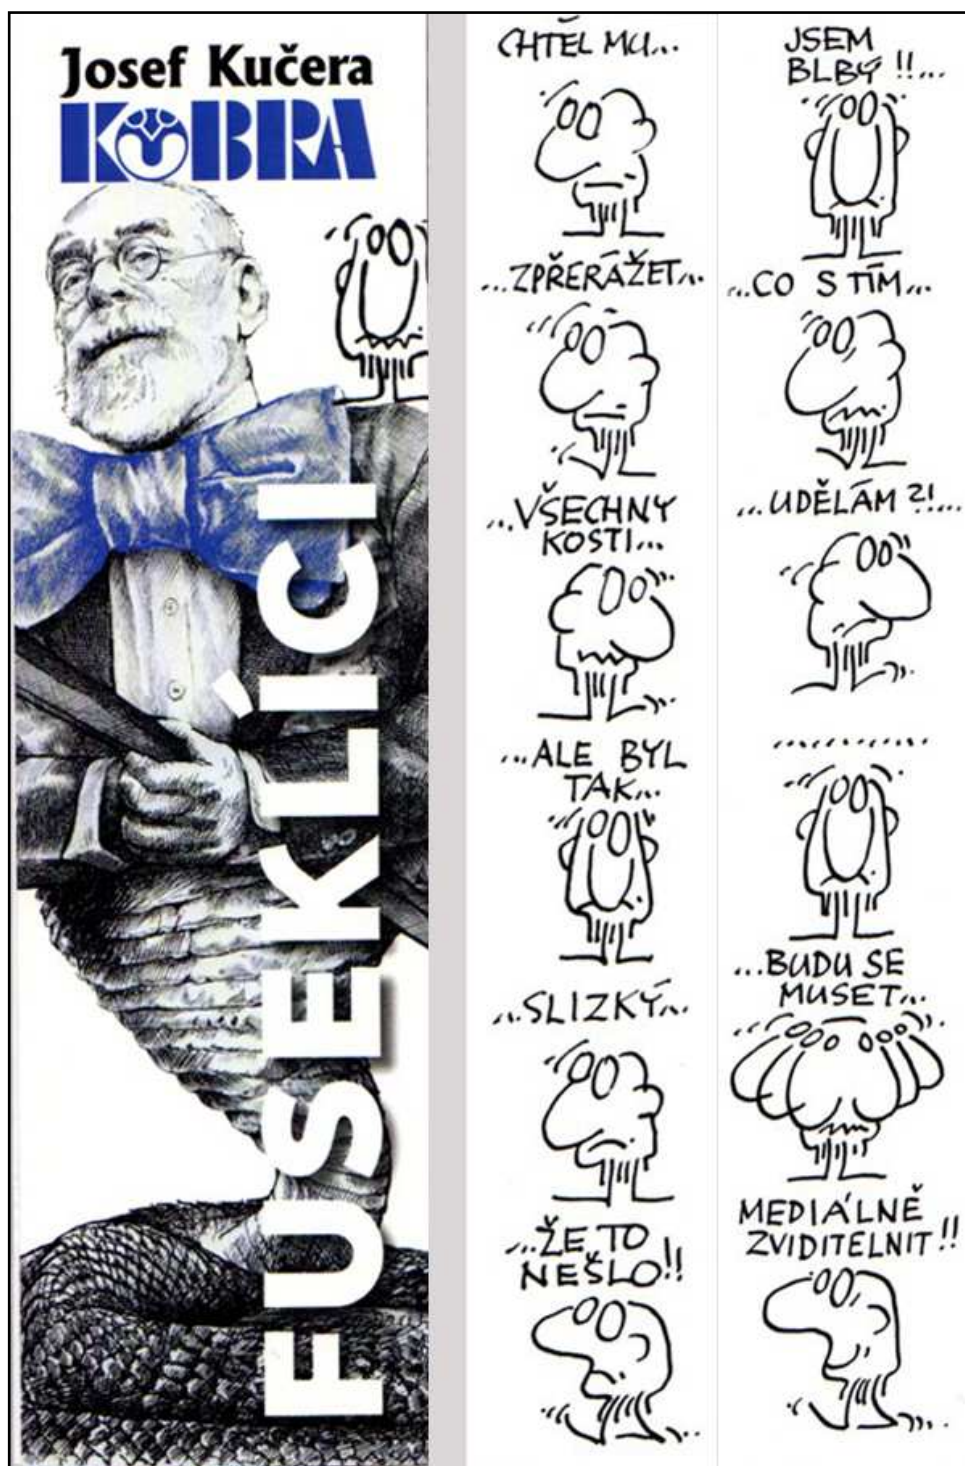 Josef Kučera
KOBRA
FUSEKLÍCI
CHTĚL MU...
...ZPŘERÁŽET...
...VŠECHNY
KOSTI...
...ALE BYL
TAK...
...SLIZKÝ...
...ŽE TO
NEŠLO!!
JSEM
BLBÝ!!...
...CO S TÍM...
...UDĚLÁM?!...
...........
...BUDU SE
MUSET...
MEDIÁLNĚ
ZVIDITELNIT!!